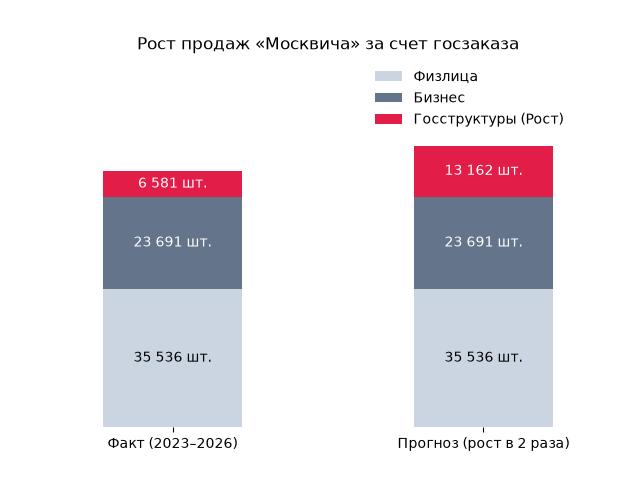 Рост продаж «Москвича» за счет госзаказа
Физлица
Бизнес
Госструктуры (Рост)
6 581 шт.
13 162 шт.
23 691 шт.
23 691 шт.
35 536 шт.
35 536 шт.
Факт (2023–2026)
Прогноз (рост в 2 раза)